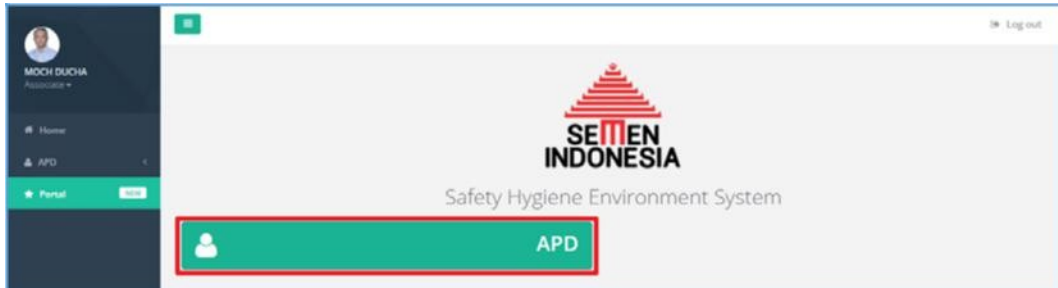 MOCH DUCHA
Associate
Home
APD
Portal NEW
Log out
SEMEN
INDONESIA
Safety Hygiene Environment System
APD